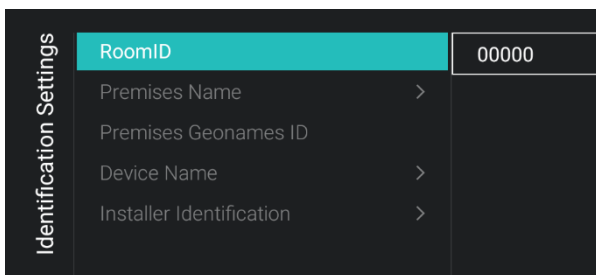 Identification Settings
RoomID
00000
Premises Name
Premises Geonames ID
Device Name
Installer Identification